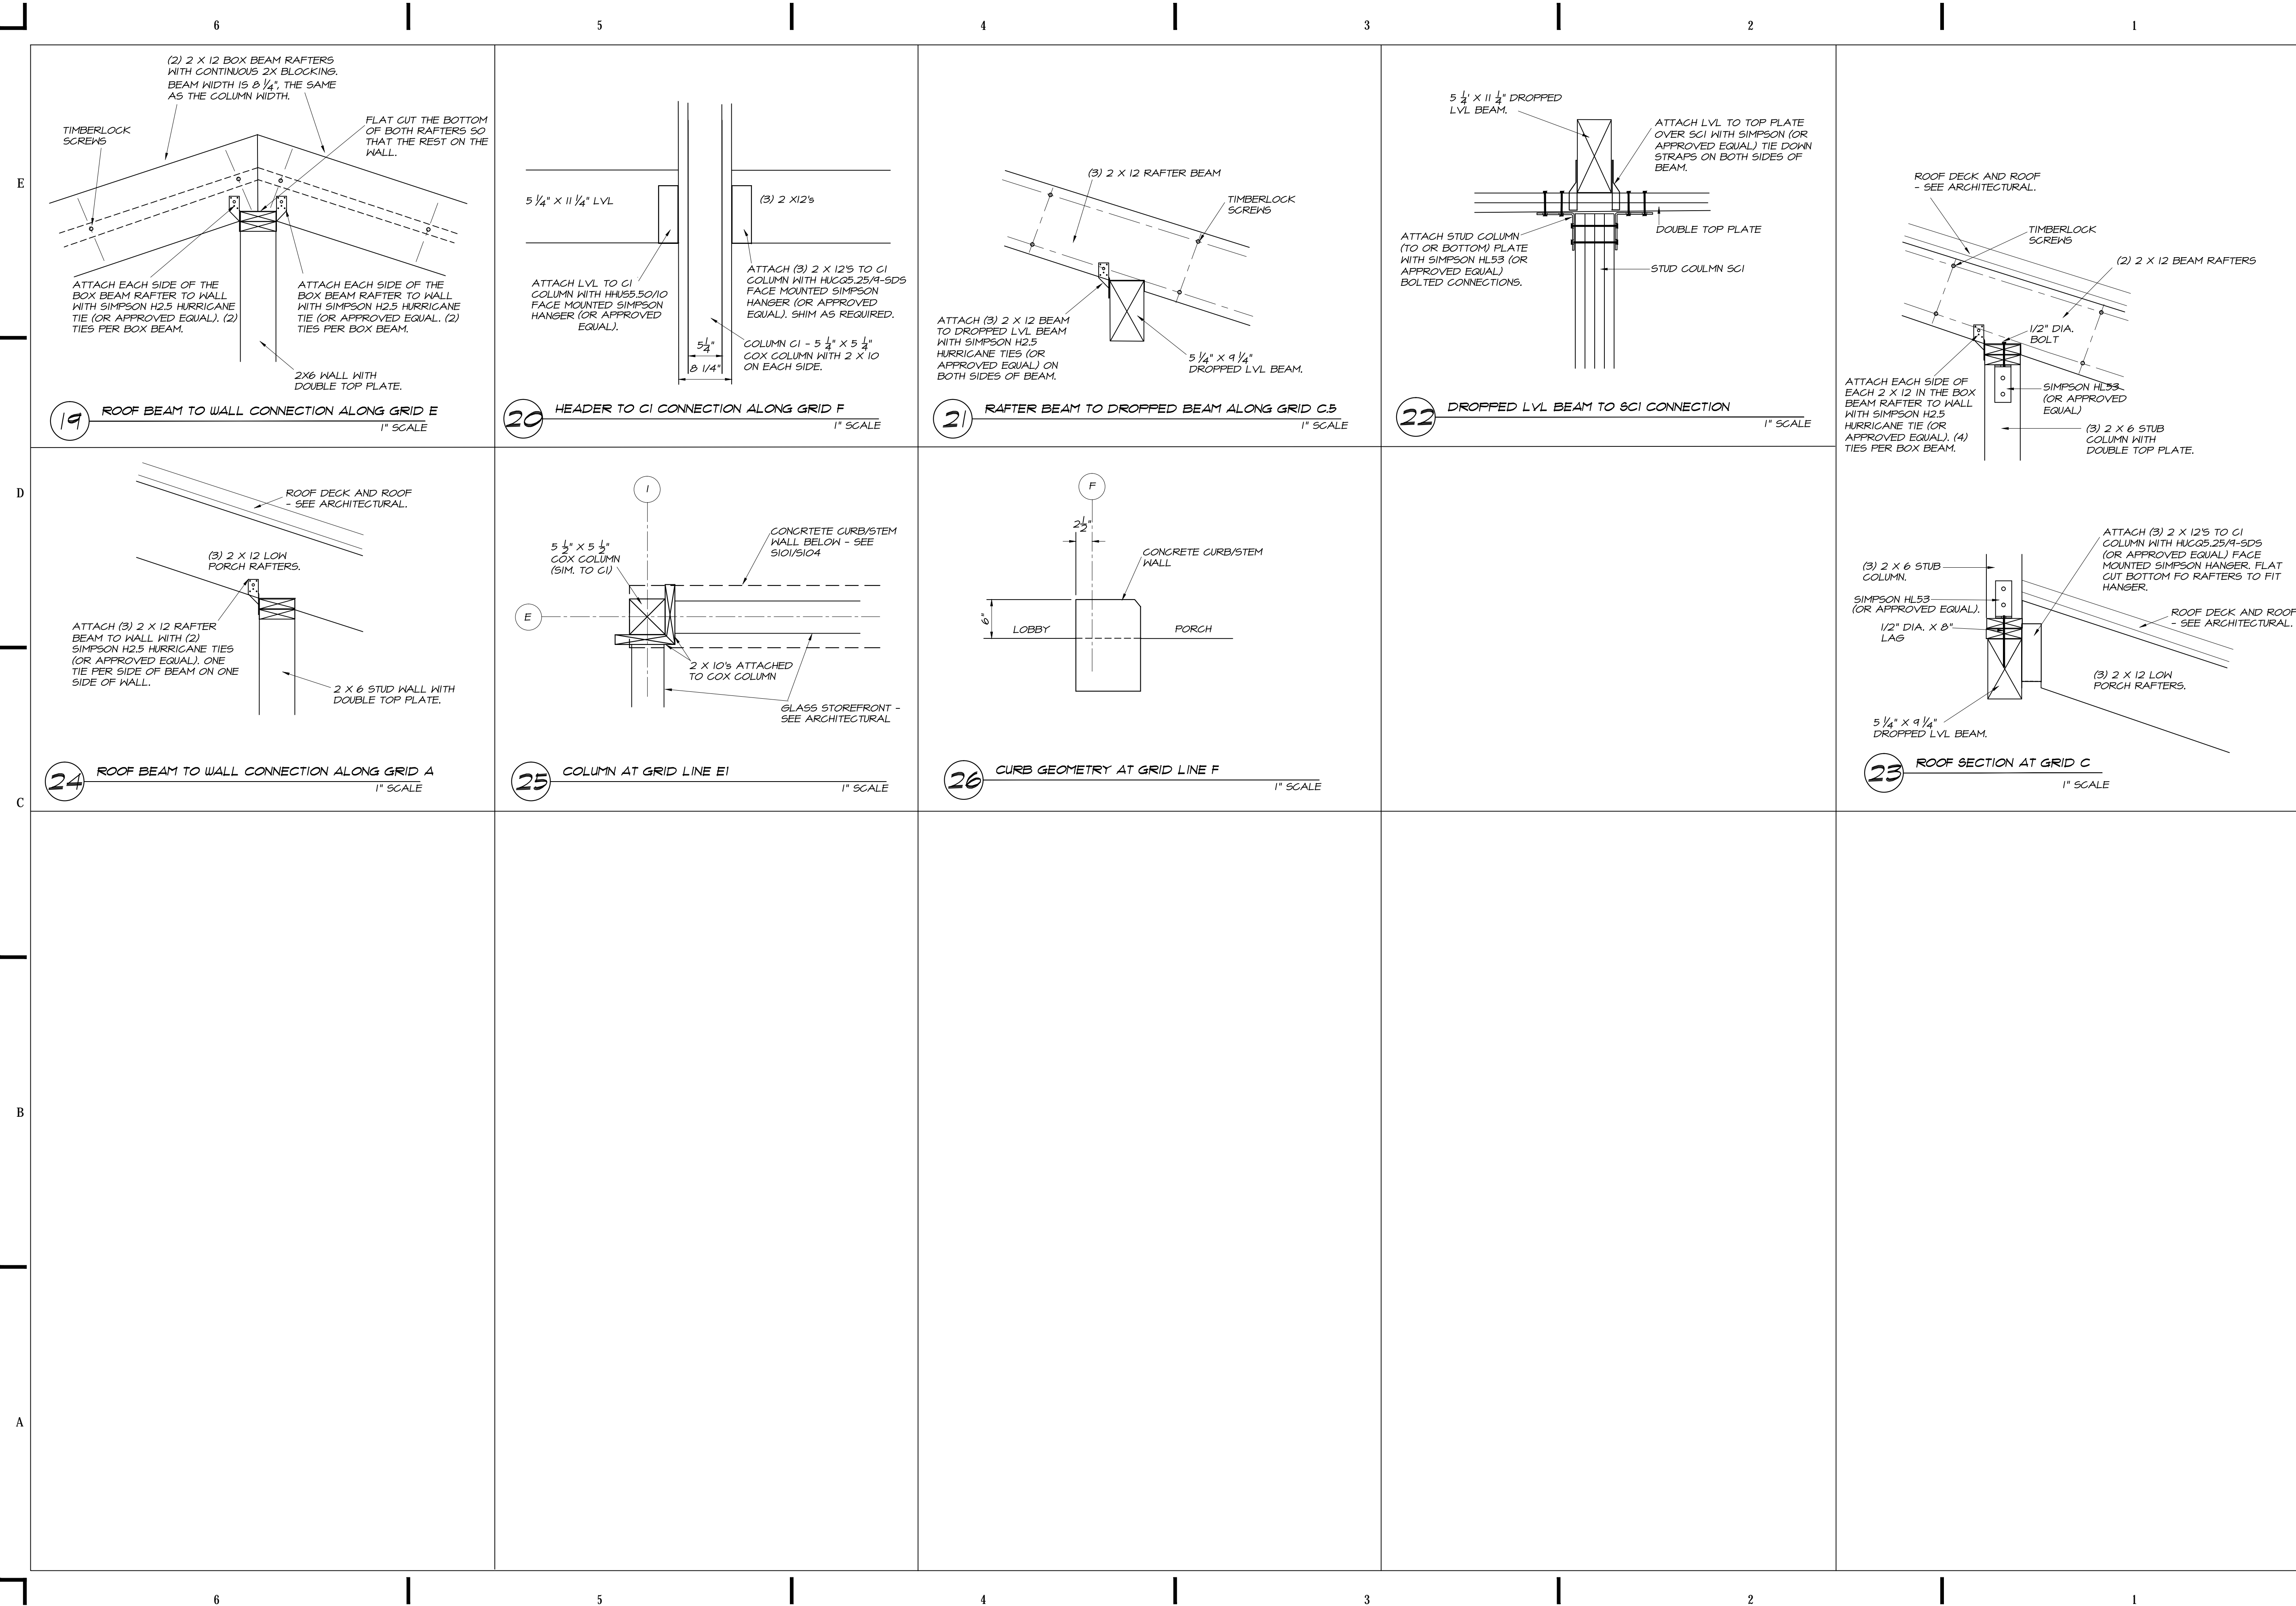 6 5 4 3 2 1
E
D
C
B
A
(2) 2 X 12 BOX BEAM RAFTERS
WITH CONTINUOUS 2X BLOCKING.
BEAM WIDTH IS 8 1/4", THE SAME
AS THE COLUMN WIDTH.
TIMBERLOCK
SCREWS
FLAT CUT THE BOTTOM
OF BOTH RAFTERS SO
THAT THE REST ON THE
WALL.
ATTACH EACH SIDE OF THE
BOX BEAM RAFTER TO WALL
WITH SIMPSON H2.5 HURRICANE
TIE (OR APPROVED EQUAL). (2)
TIES PER BOX BEAM.
ATTACH EACH SIDE OF THE
BOX BEAM RAFTER TO WALL
WITH SIMPSON H2.5 HURRICANE
TIE (OR APPROVED EQUAL. (2)
TIES PER BOX BEAM.
2X6 WALL WITH
DOUBLE TOP PLATE.
19 ROOF BEAM TO WALL CONNECTION ALONG GRID E
1" SCALE
5 1/4" X 11 1/4" LVL
(3) 2 X12's
ATTACH LVL TO C1
COLUMN WITH HHUS5.50/10
FACE MOUNTED SIMPSON
HANGER (OR APPROVED
EQUAL).
ATTACH (3) 2 X 12'S TO C1
COLUMN WITH HUCQ5.25/9-SDS
FACE MOUNTED SIMPSON
HANGER (OR APPROVED
EQUAL). SHIM AS REQUIRED.
5 1/4"
8 1/4"
COLUMN C1 - 5 1/4" X 5 1/4"
COX COLUMN WITH 2 X 10
ON EACH SIDE.
20 HEADER TO C1 CONNECTION ALONG GRID F
1" SCALE
(3) 2 X 12 RAFTER BEAM
TIMBERLOCK
SCREWS
ATTACH (3) 2 X 12 BEAM
TO DROPPED LVL BEAM
WITH SIMPSON H2.5
HURRICANE TIES (OR
APPROVED EQUAL) ON
BOTH SIDES OF BEAM.
5 1/4" X 9 1/4"
DROPPED LVL BEAM.
21 RAFTER BEAM TO DROPPED BEAM ALONG GRID C.5
1" SCALE
5 1/4' X 11 1/4" DROPPED
LVL BEAM.
ATTACH LVL TO TOP PLATE
OVER SC1 WITH SIMPSON (OR
APPROVED EQUAL) TIE DOWN
STRAPS ON BOTH SIDES OF
BEAM.
DOUBLE TOP PLATE
ATTACH STUD COLUMN
(TO OR BOTTOM) PLATE
WITH SIMPSON HL53 (OR
APPROVED EQUAL)
BOLTED CONNECTIONS.
STUD COULMN SC1
22 DROPPED LVL BEAM TO SC1 CONNECTION
1" SCALE
ROOF DECK AND ROOF
- SEE ARCHITECTURAL.
TIMBERLOCK
SCREWS
(2) 2 X 12 BEAM RAFTERS
1/2" DIA.
BOLT
ATTACH EACH SIDE OF
EACH 2 X 12 IN THE BOX
BEAM RAFTER TO WALL
WITH SIMPSON H2.5
HURRICANE TIE (OR
APPROVED EQUAL). (4)
TIES PER BOX BEAM.
SIMPSON HL53
(OR APPROVED
EQUAL)
(3) 2 X 6 STUB
COLUMN WITH
DOUBLE TOP PLATE.
ROOF DECK AND ROOF
- SEE ARCHITECTURAL.
(3) 2 X 12 LOW
PORCH RAFTERS.
ATTACH (3) 2 X 12 RAFTER
BEAM TO WALL WITH (2)
SIMPSON H2.5 HURRICANE TIES
(OR APPROVED EQUAL). ONE
TIE PER SIDE OF BEAM ON ONE
SIDE OF WALL.
2 X 6 STUD WALL WITH
DOUBLE TOP PLATE.
24 ROOF BEAM TO WALL CONNECTION ALONG GRID A
1" SCALE
1
5 1/2" X 5 1/2"
COX COLUMN
(SIM. TO C1)
CONCRTETE CURB/STEM
WALL BELOW - SEE
S101/S104
E
2 X 10's ATTACHED
TO COX COLUMN
GLASS STOREFRONT -
SEE ARCHITECTURAL
25 COLUMN AT GRID LINE E1
1" SCALE
F
2 1/2"
CONCRETE CURB/STEM
WALL
6"
LOBBY
PORCH
26 CURB GEOMETRY AT GRID LINE F
1" SCALE
(3) 2 X 6 STUB
COLUMN.
SIMPSON HL53
(OR APPROVED EQUAL).
1/2" DIA. X 8"
LAG
ATTACH (3) 2 X 12'S TO C1
COLUMN WITH HUCQ5.25/9-SDS
(OR APPROVED EQUAL) FACE
MOUNTED SIMPSON HANGER. FLAT
CUT BOTTOM FO RAFTERS TO FIT
HANGER.
ROOF DECK AND ROOF
- SEE ARCHITECTURAL.
(3) 2 X 12 LOW
PORCH RAFTERS.
5 1/4" X 9 1/4"
DROPPED LVL BEAM.
23 ROOF SECTION AT GRID C
1" SCALE
6 5 4 3 2 1